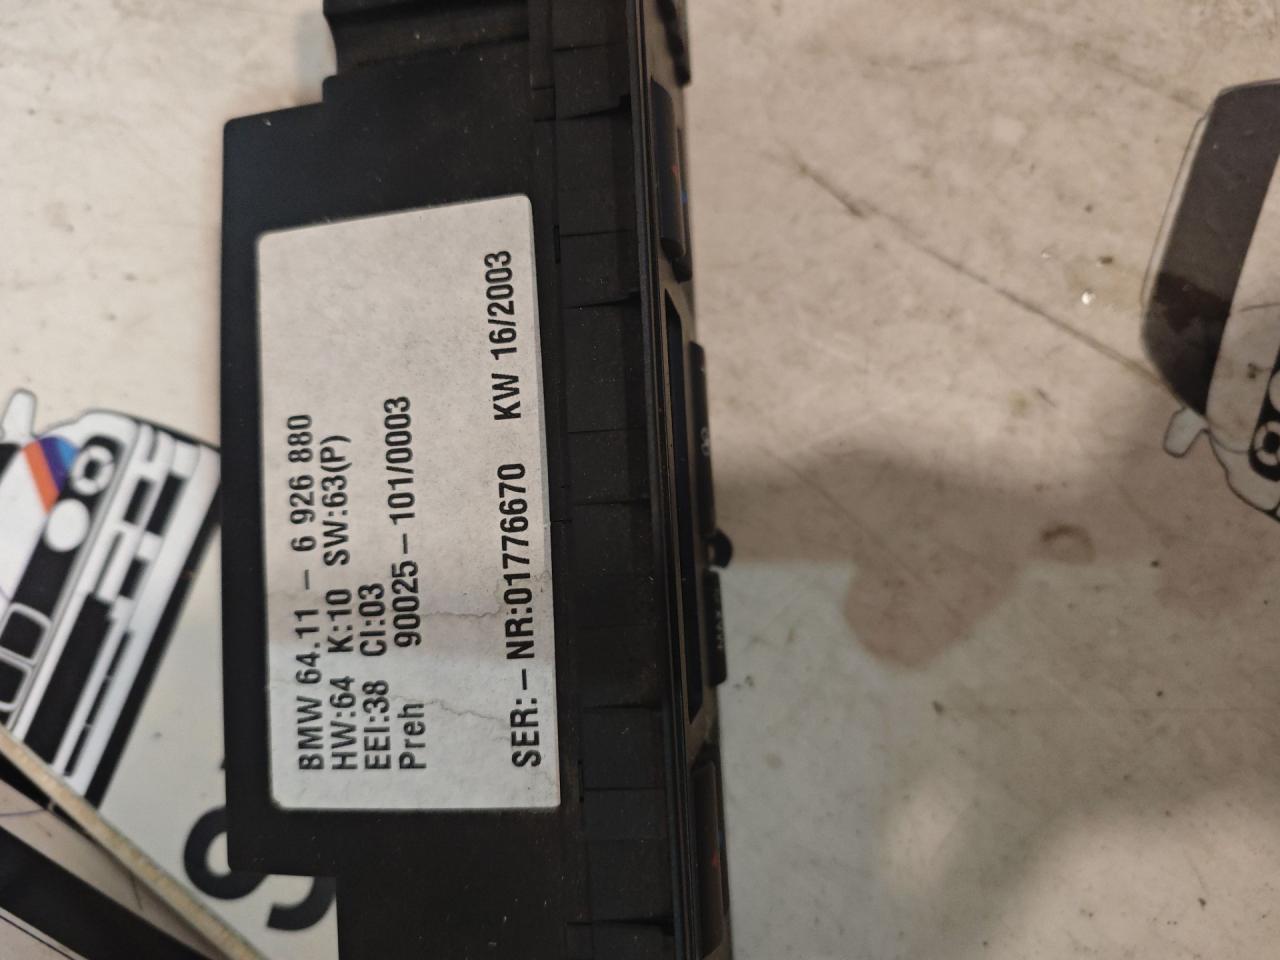 BMW 64.11 – 6 926 880
HW:64 K:10 SW:63(P)
EEI:38 CI:03
Preh 90025–101/0003
SER:–NR:01776670 KW 16/2003
MAX